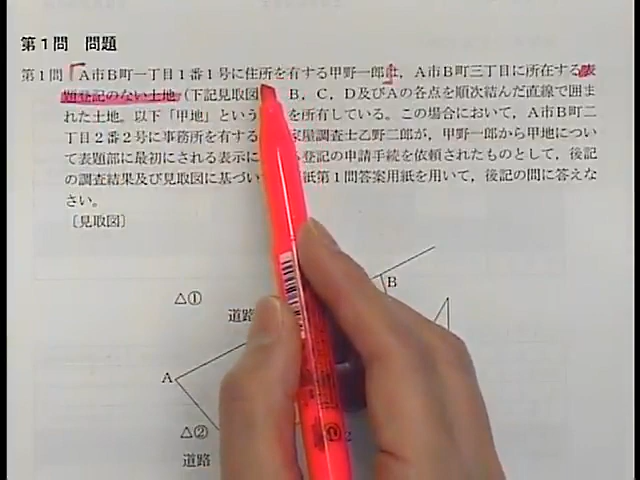 第1問 問題
第1問 A市B町一丁目1番1号に住所を有する甲野一郎は，A市B町三丁目に所在する表
題登記のない土地（下記見取図 B，C，D及びAの各点を順次結んだ直線で囲ま
れた土地。以下「甲地」という を所有している。この場合において，A市B町二
丁目2番2号に事務所を有する 家屋調査士乙野二郎が，甲野一郎から甲地につい
て表題部に最初にされる表示に 登記の申請手続を依頼されたものとして，後記
の調査結果及び見取図に基づい 紙第1問答案用紙を用いて，後記の問に答えな
さい。
〔見取図〕
B
△①
道路
A
△②
道路